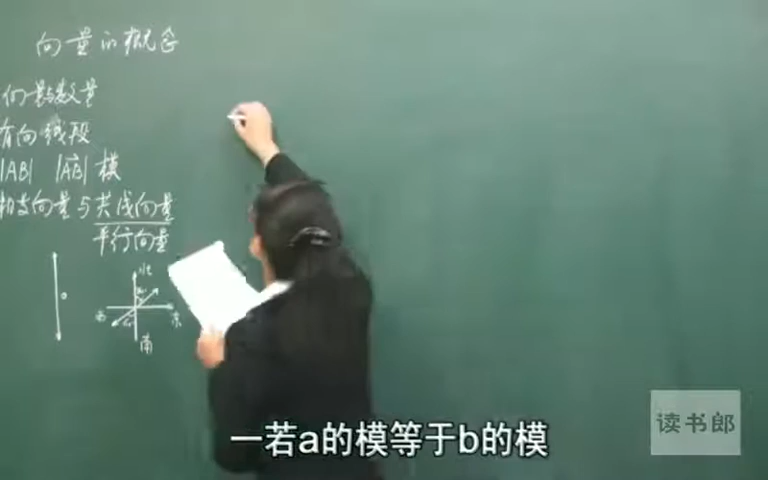 向量的概念
向量与数量
有向线段
|AB| |AB| 模
相等向量与共线向量
平行向量
北
西
东
南
一若a的模等于b的模
读书郎